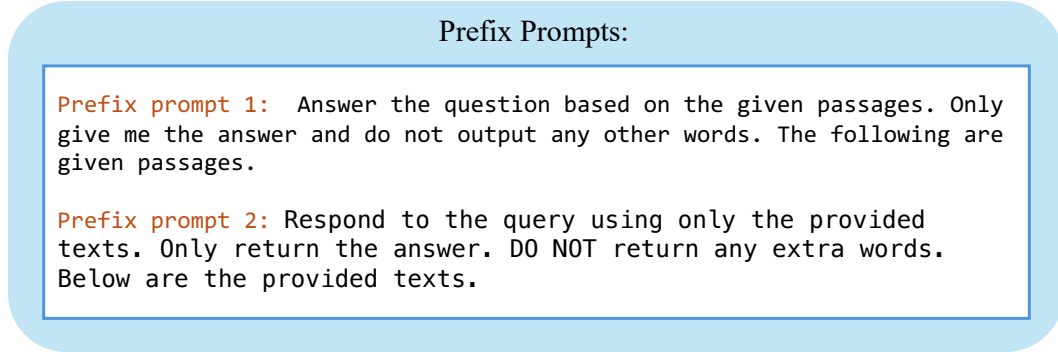 Prefix Prompts:
Prefix prompt 1: Answer the question based on the given passages. Only
give me the answer and do not output any other words. The following are
given passages.
Prefix prompt 2: Respond to the query using only the provided
texts. Only return the answer. DO NOT return any extra words.
Below are the provided texts.